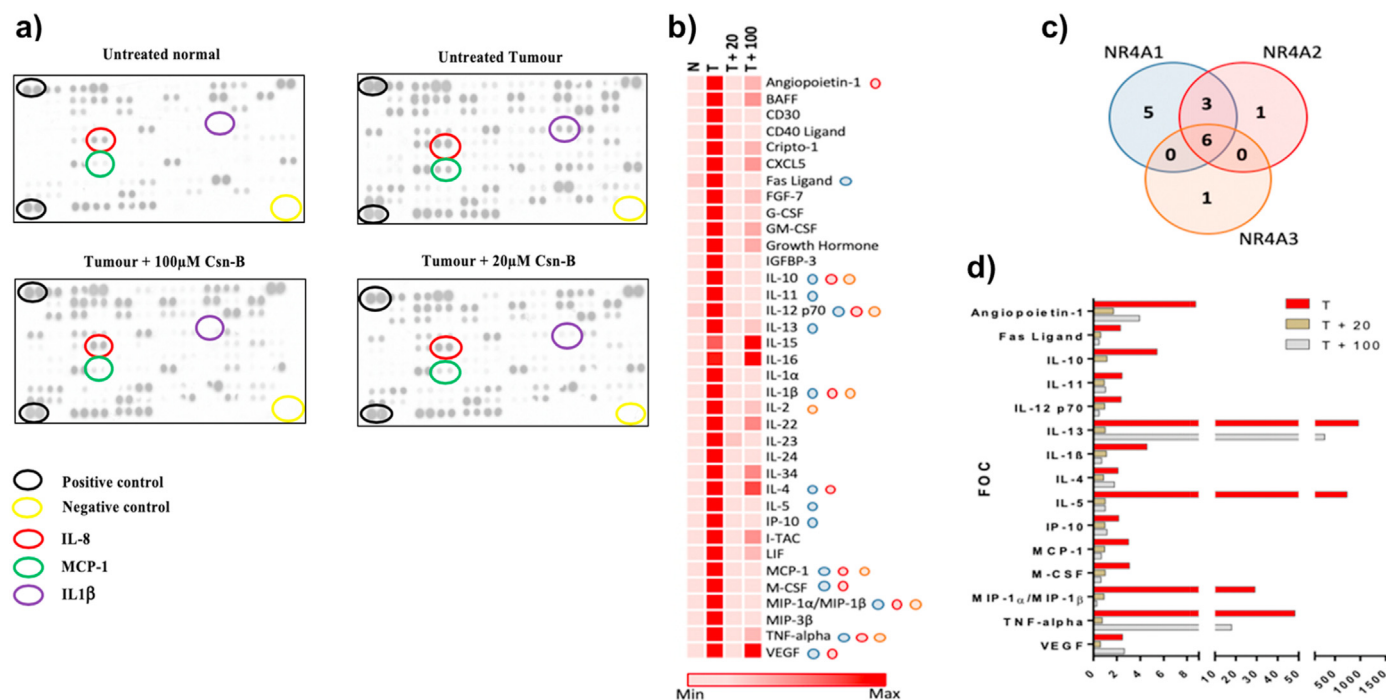 a)
Untreated normal
Untreated Tumour
Tumour + 100µM Csn-B
Tumour + 20µM Csn-B
Positive control
Negative control
IL-8
MCP-1
IL1β
b)
N T T + 20 T + 100
Angiopoietin-1
BAFF
CD30
CD40 Ligand
Cripto-1
CXCL5
Fas Ligand
FGF-7
G-CSF
GM-CSF
Growth Hormone
IGFBP-3
IL-10
IL-11
IL-12 p70
IL-13
IL-15
IL-16
IL-1α
IL-1β
IL-2
IL-22
IL-23
IL-24
IL-34
IL-4
IL-5
IP-10
I-TAC
LIF
MCP-1
M-CSF
MIP-1α/MIP-1β
MIP-3β
TNF-alpha
VEGF
Min Max
c)
NR4A1 NR4A2
5 3 1
6
0 0
1
NR4A3
d)
T
T + 20
T + 100
Angiopoietin-1
Fas Ligand
IL-10
IL-11
IL-12 p70
IL-13
IL-1ß
IL-4
IL-5
IP-10
MCP-1
M-CSF
MIP-1α/MIP-1β
TNF-alpha
VEGF
FOC
0 2 4 6 8 10 20 30 40 50 500 1000 1500